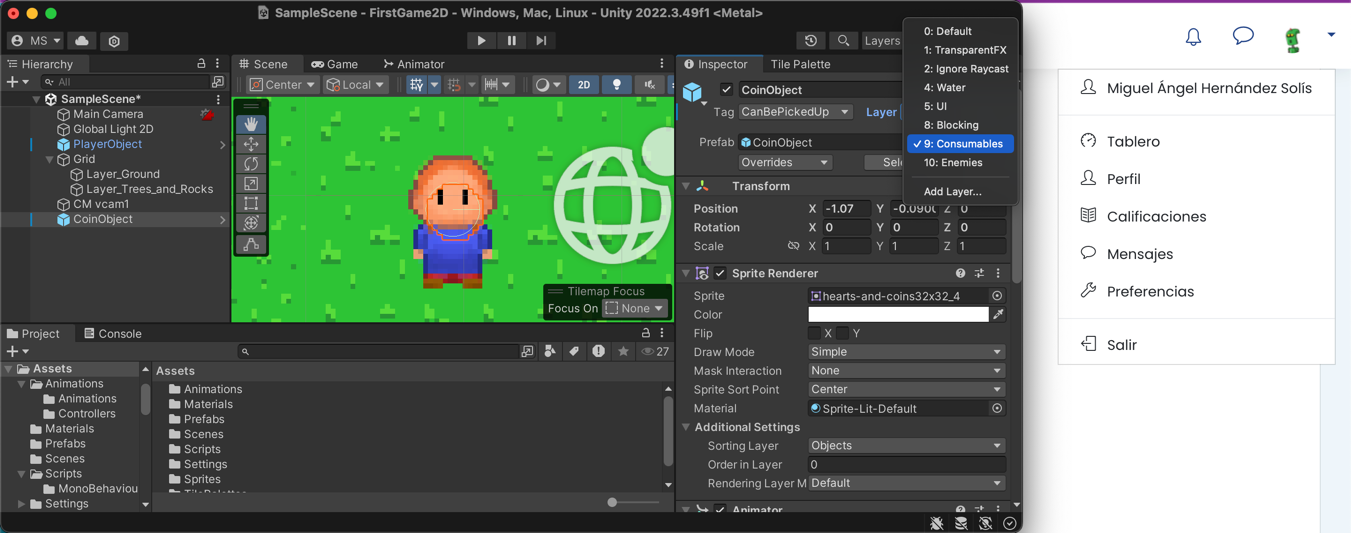 SampleScene - FirstGame2D - Windows, Mac, Linux - Unity 2022.3.49f1 <Metal>
MS
Layers
Hierarchy
All
SampleScene*
Main Camera
Global Light 2D
PlayerObject
Grid
Layer_Ground
Layer_Trees_and_Rocks
CM vcam1
CoinObject
Scene
Game
Animator
Center
Local
2D
Tilemap Focus
Focus On
None
Project
Console
27
Assets
Animations
Animations
Controllers
Materials
Prefabs
Scenes
Scripts
MonoBehaviou
Settings
Assets
Animations
Materials
Prefabs
Scenes
Scripts
Settings
Sprites
Inspector
Tile Palette
CoinObject
Tag CanBePickedUp Layer
Prefab CoinObject
Overrides Sele
Transform
Position X -1.07 Y -0.0900 Z 0
Rotation X 0 Y 0 Z 0
Scale X 1 Y 1 Z 1
Sprite Renderer
Sprite hearts-and-coins32x32_4
Color
Flip X Y
Draw Mode Simple
Mask Interaction None
Sprite Sort Point Center
Material Sprite-Lit-Default
Additional Settings
Sorting Layer Objects
Order in Layer 0
Rendering Layer M Default
Animator
0: Default
1: TransparentFX
2: Ignore Raycast
4: Water
5: UI
8: Blocking
9: Consumables
10: Enemies
Add Layer...
Miguel Ángel Hernández Solís
Tablero
Perfil
Calificaciones
Mensajes
Preferencias
Salir